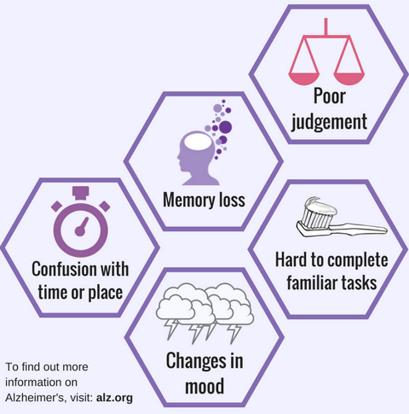 Poor
judgement
Memory loss
Confusion with
time or place
Hard to complete
familiar tasks
Changes in
mood
To find out more
information on
Alzheimer's, visit: alz.org